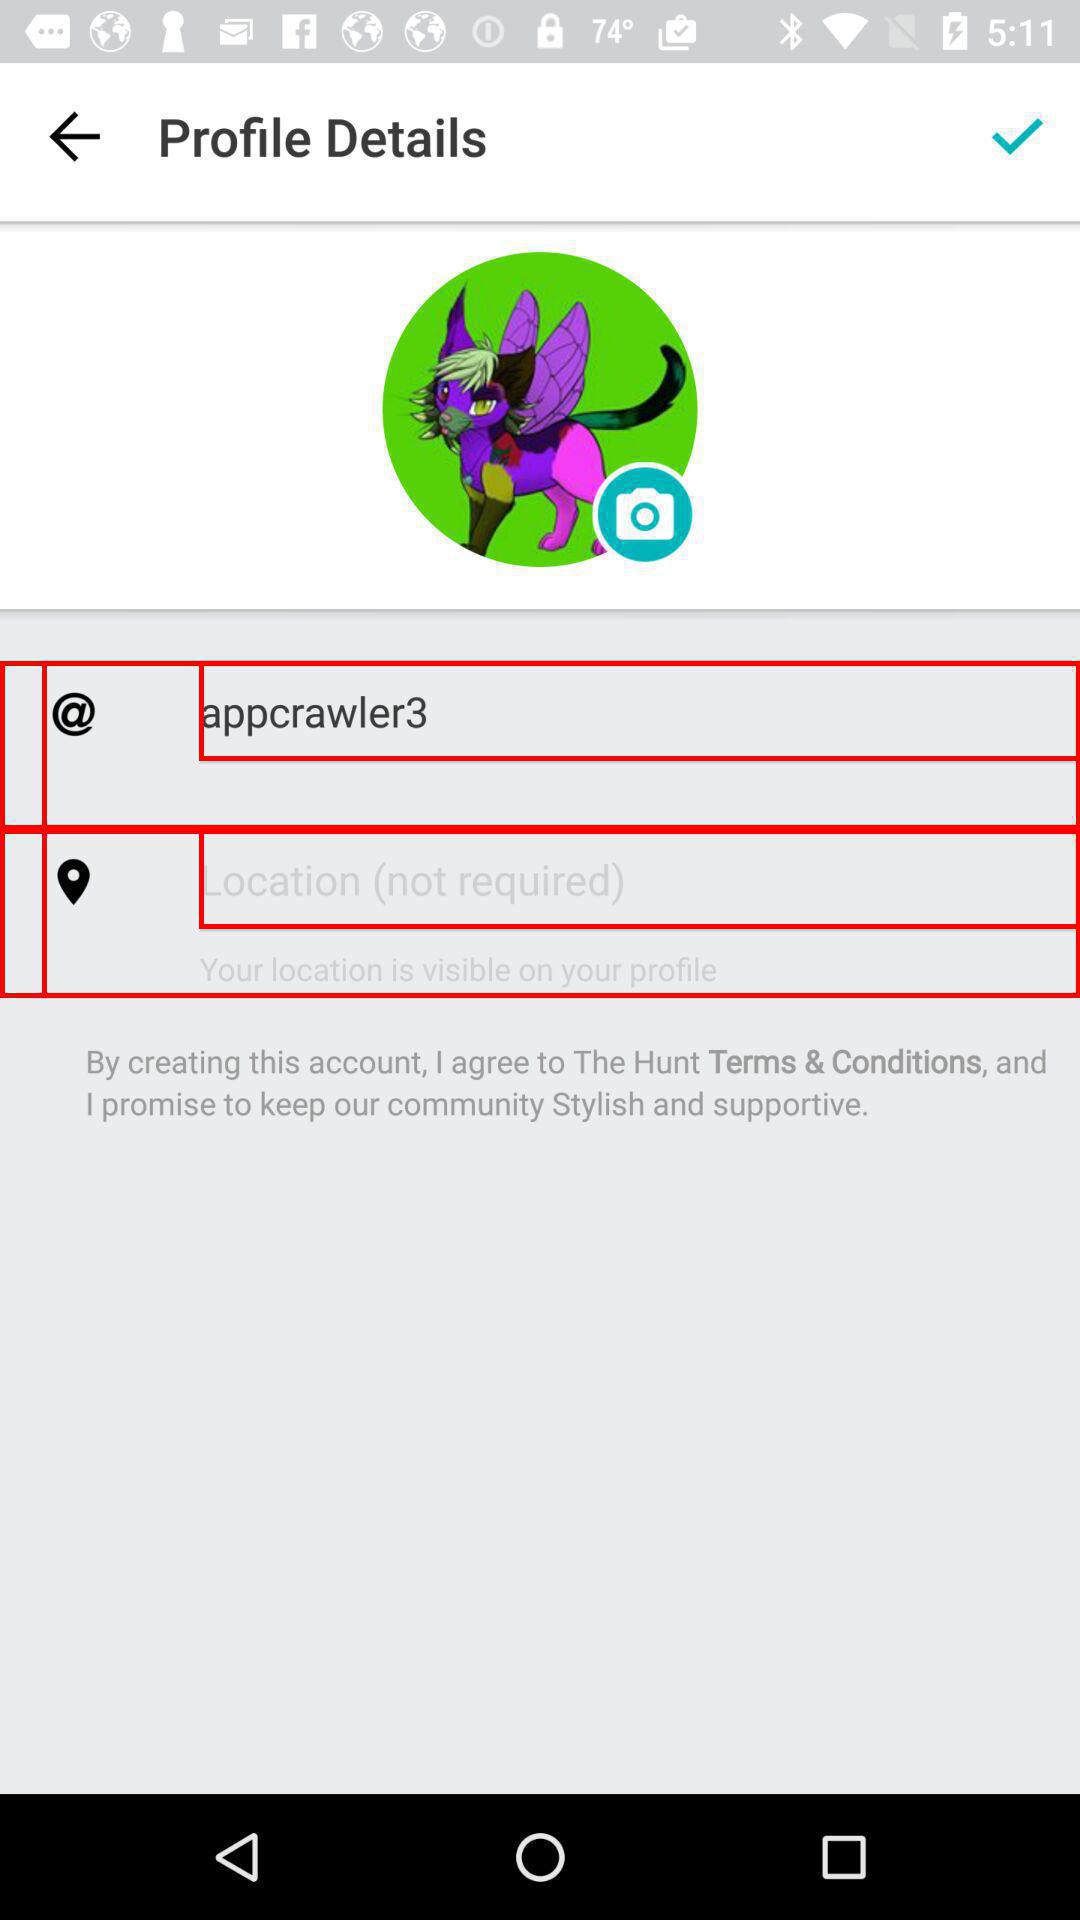 74° 5:11
Profile Details
@ appcrawler3
Location (not required)
Your location is visible on your profile
By creating this account, I agree to The Hunt Terms & Conditions, and
I promise to keep our community Stylish and supportive.